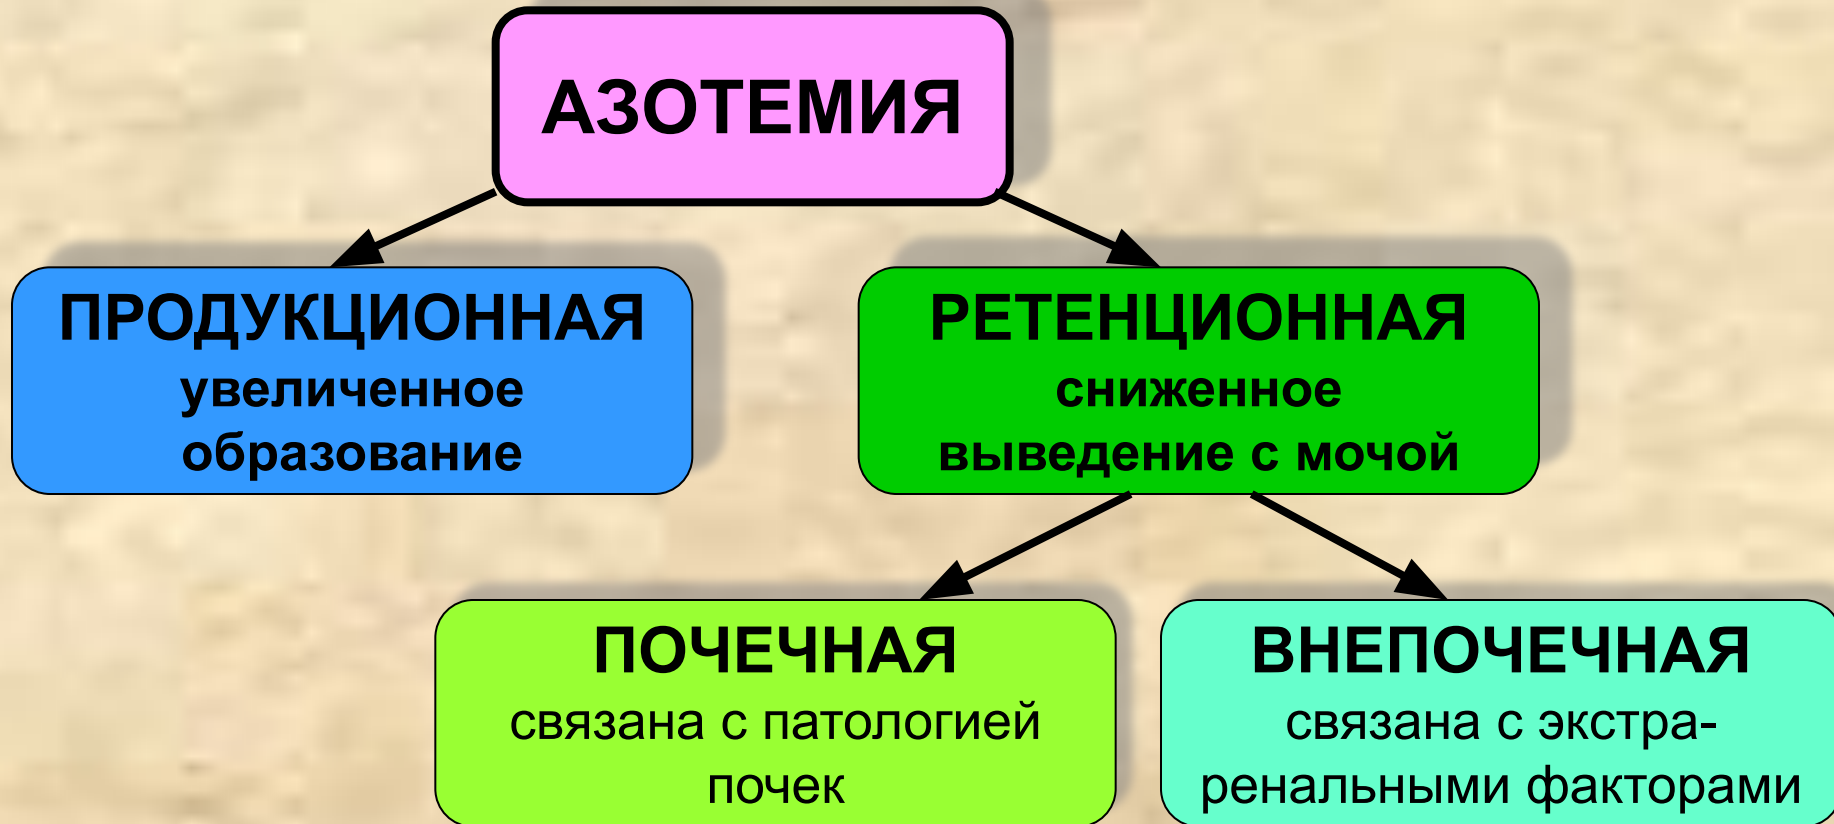 АЗОТЕМИЯ
ПРОДУКЦИОННАЯ
увеличенное
образование
РЕТЕНЦИОННАЯ
сниженное
выведение с мочой
ПОЧЕЧНАЯ
связана с патологией
почек
ВНЕПОЧЕЧНАЯ
связана с экстра-
ренальными факторами